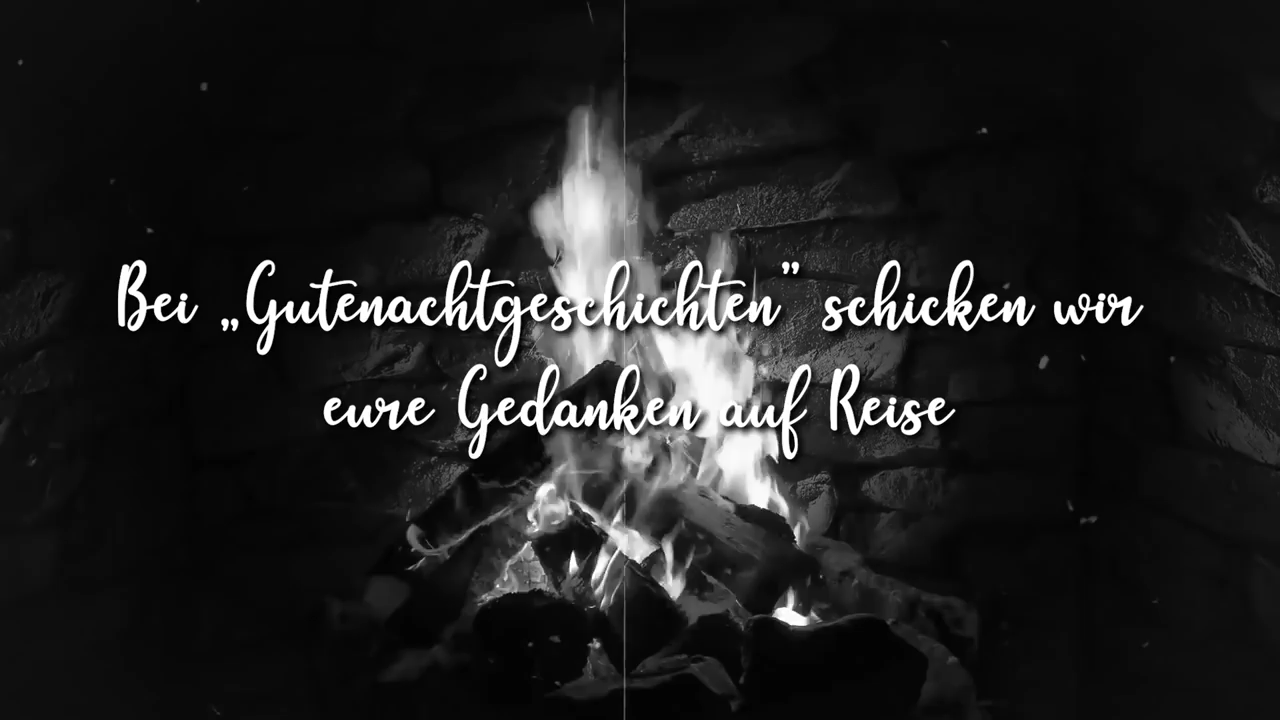 Bei „Gutenachtgeschichten” schicken wir
eure Gedanken auf Reise